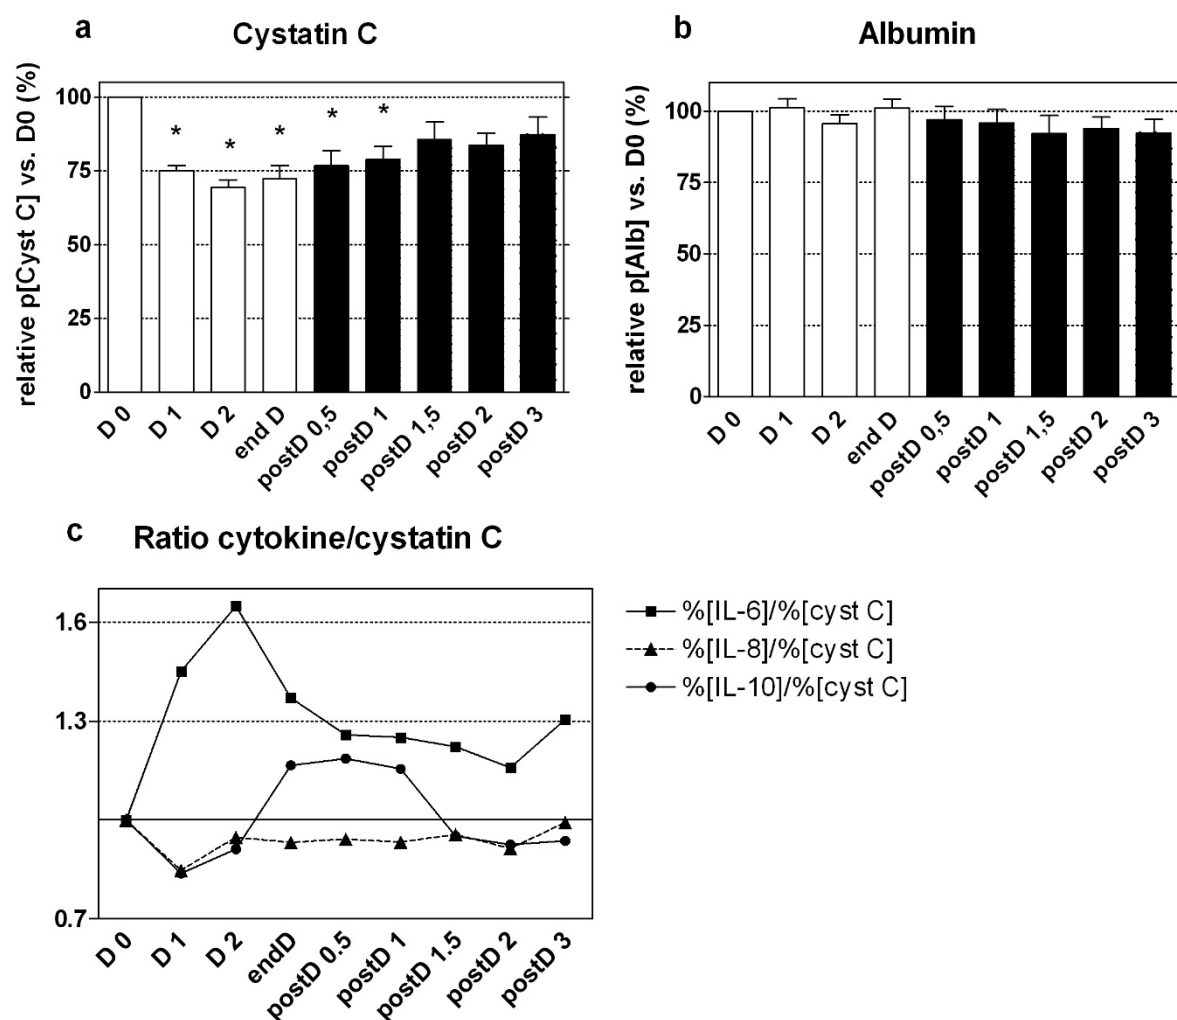 a
Cystatin C
relative p[Cyst C] vs. D0 (%)
100
75
50
25
0
* * * * *
D 0
D 1
D 2
end D
postD 0,5
postD 1
postD 1,5
postD 2
postD 3
b
Albumin
relative p[Alb] vs. D0 (%)
100
75
50
25
0
D 0
D 1
D 2
end D
postD 0,5
postD 1
postD 1,5
postD 2
postD 3
c
Ratio cytokine/cystatin C
1.6
1.3
0.7
D 0
D 1
D 2
endD
postD 0.5
postD 1
postD 1.5
postD 2
postD 3
%[IL-6]/%[cyst C]
%[IL-8]/%[cyst C]
%[IL-10]/%[cyst C]